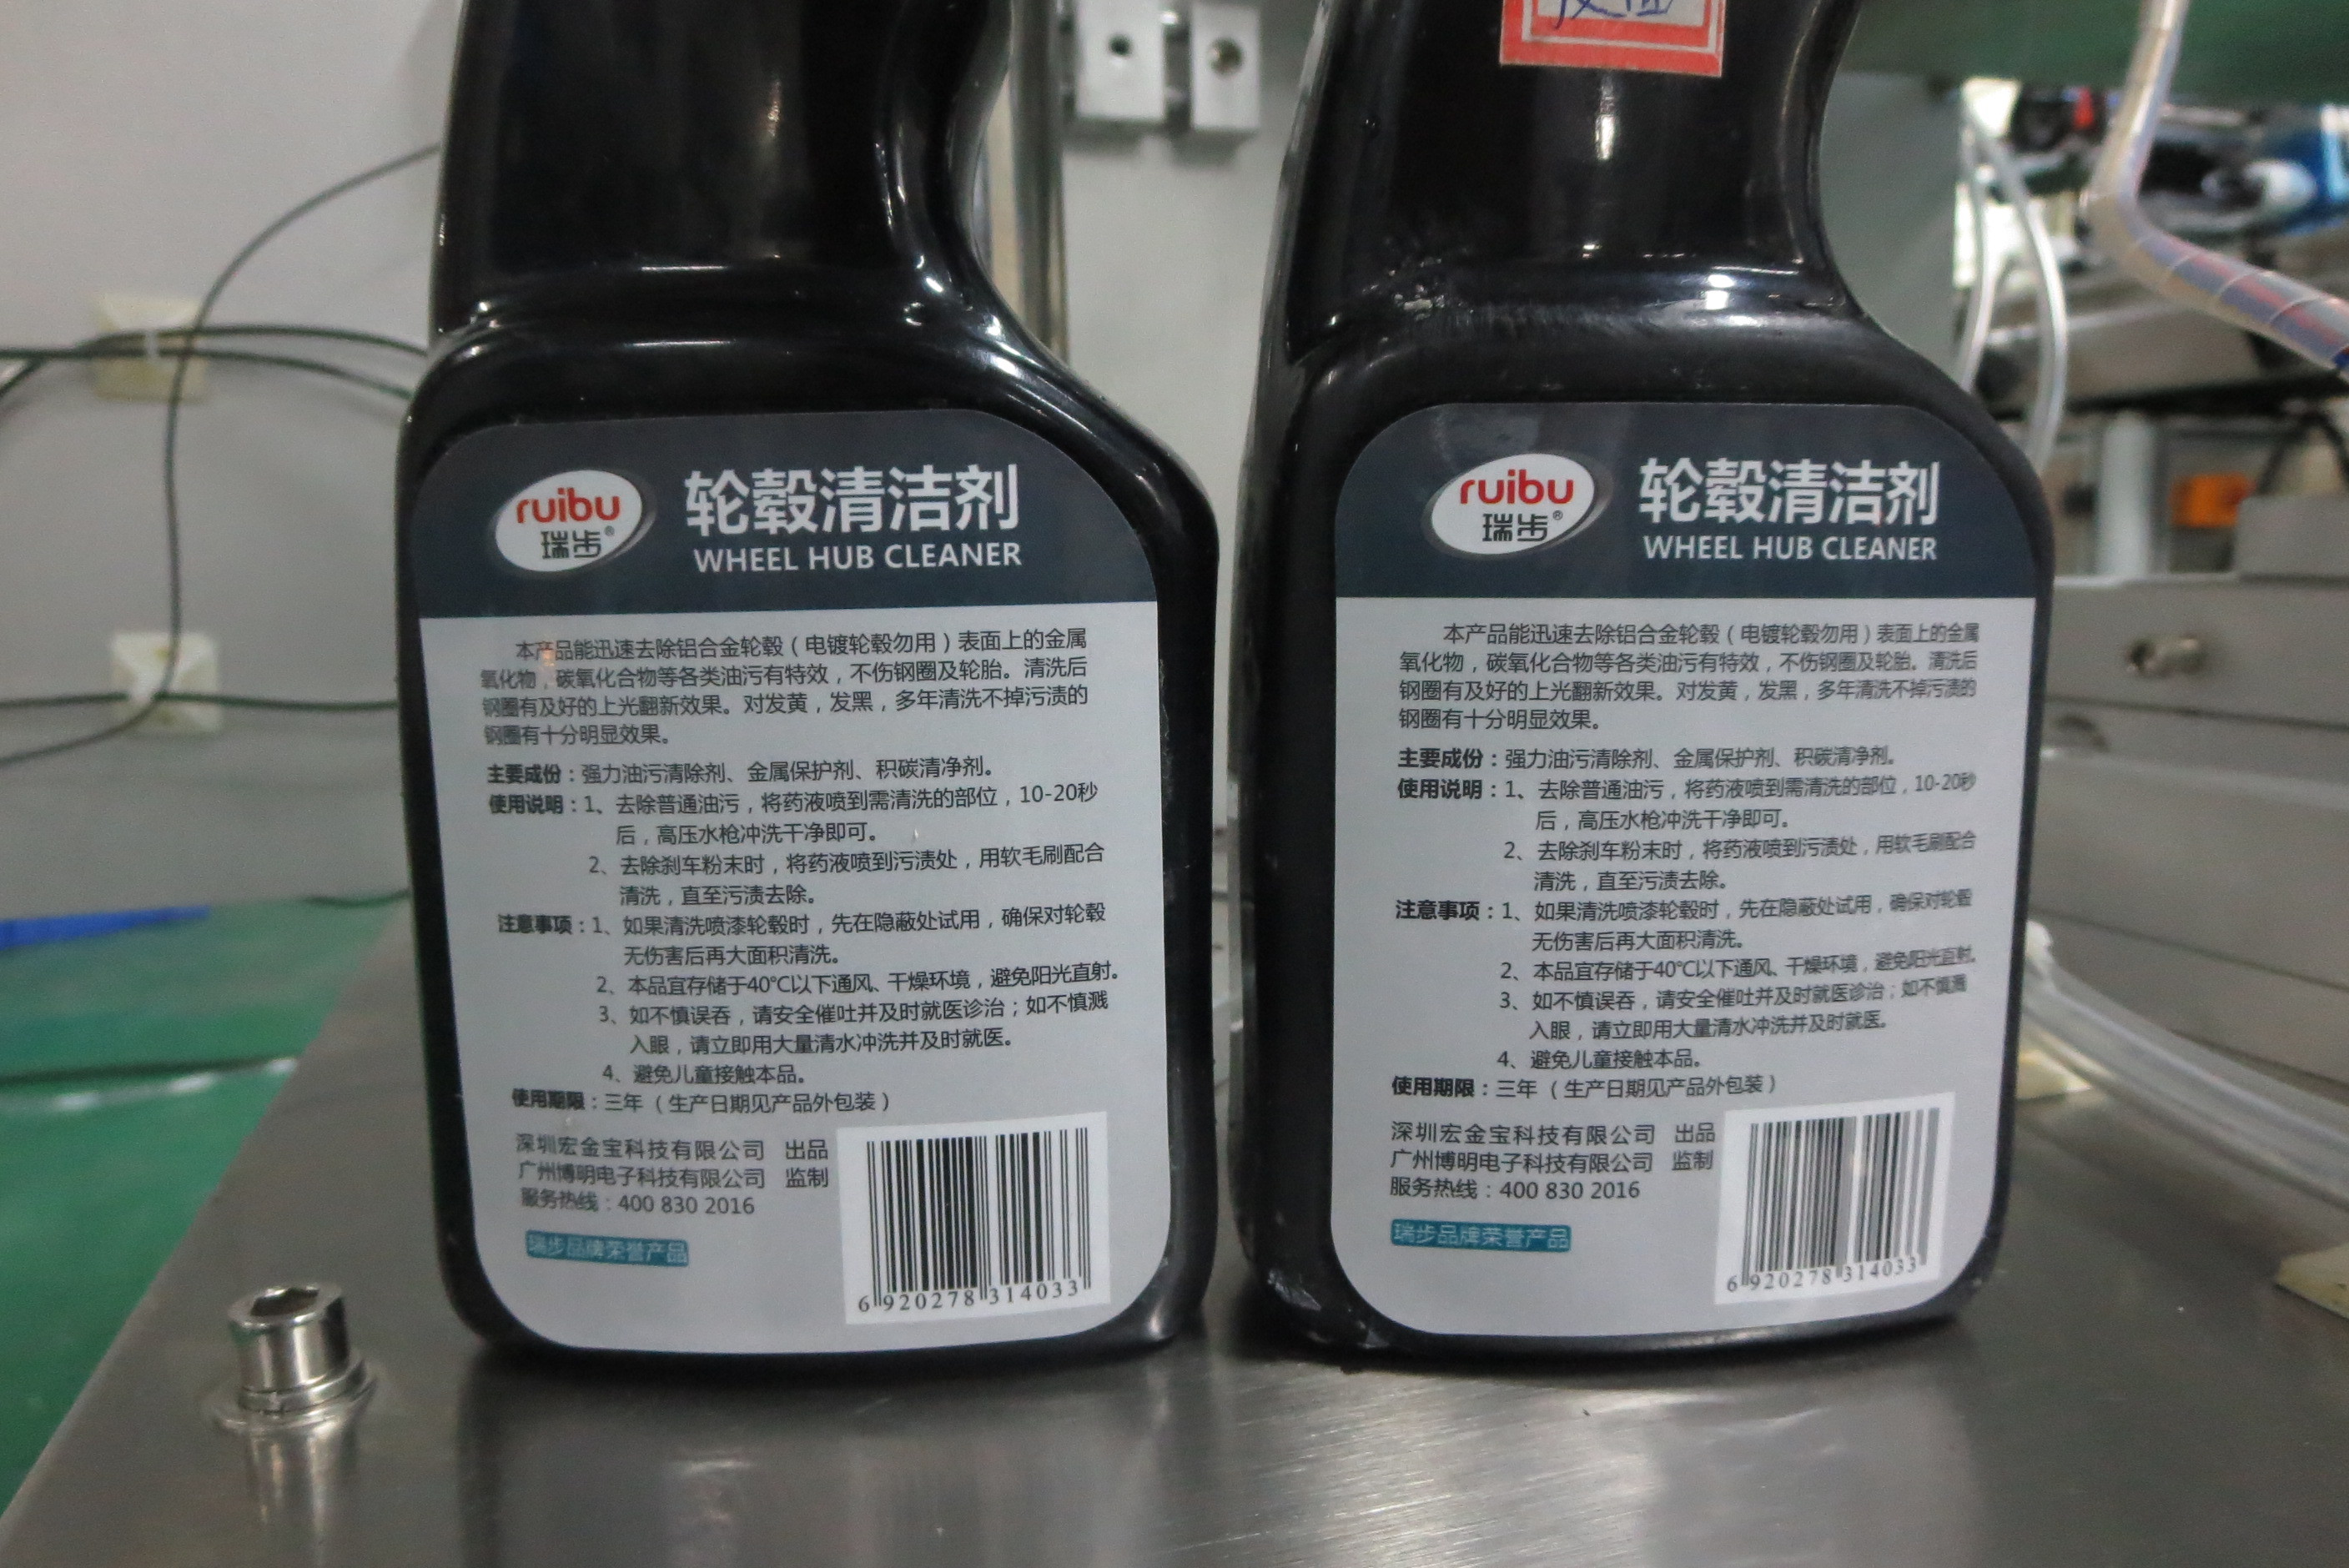 ruibu
瑞步®
轮毂清洁剂
WHEEL HUB CLEANER
本产品能迅速去除铝合金轮毂（电镀轮毂勿用）表面上的金属
氧化物，碳氧化合物等各类油污有特效，不伤钢圈及轮胎。清洗后
钢圈有及好的上光翻新效果。对发黄，发黑，多年清洗不掉污渍的
钢圈有十分明显效果。
主要成份：强力油污清除剂、金属保护剂、积碳清净剂。
使用说明：1、去除普通油污，将药液喷到需清洗的部位，10-20秒
后，高压水枪冲洗干净即可。
2、去除刹车粉末时，将药液喷到污渍处，用软毛刷配合
清洗，直至污渍去除。
注意事项：1、如果清洗喷漆轮毂时，先在隐蔽处试用，确保对轮毂
无伤害后再大面积清洗。
2、本品宜存储于40℃以下通风、干燥环境，避免阳光直射。
3、如不慎误吞，请安全催吐并及时就医诊治；如不慎溅
入眼，请立即用大量清水冲洗并及时就医。
4、避免儿童接触本品。
使用期限：三年（生产日期见产品外包装）
深圳宏金宝科技有限公司 出品
广州博明电子科技有限公司 监制
服务热线：400 830 2016
瑞步品牌荣誉产品
6 920278 314033
ruibu
瑞步®
轮毂清洁剂
WHEEL HUB CLEANER
本产品能迅速去除铝合金轮毂（电镀轮毂勿用）表面上的金属
氧化物，碳氧化合物等各类油污有特效，不伤钢圈及轮胎。清洗后
钢圈有及好的上光翻新效果。对发黄，发黑，多年清洗不掉污渍的
钢圈有十分明显效果。
主要成份：强力油污清除剂、金属保护剂、积碳清净剂。
使用说明：1、去除普通油污，将药液喷到需清洗的部位，10-20秒
后，高压水枪冲洗干净即可。
2、去除刹车粉末时，将药液喷到污渍处，用软毛刷配合
清洗，直至污渍去除。
注意事项：1、如果清洗喷漆轮毂时，先在隐蔽处试用，确保对轮毂
无伤害后再大面积清洗。
2、本品宜存储于40℃以下通风、干燥环境，避免阳光直射。
3、如不慎误吞，请安全催吐并及时就医诊治；如不慎溅
入眼，请立即用大量清水冲洗并及时就医。
4、避免儿童接触本品。
使用期限：三年（生产日期见产品外包装）
深圳宏金宝科技有限公司 出品
广州博明电子科技有限公司 监制
服务热线：400 830 2016
瑞步品牌荣誉产品
6 920278 314033